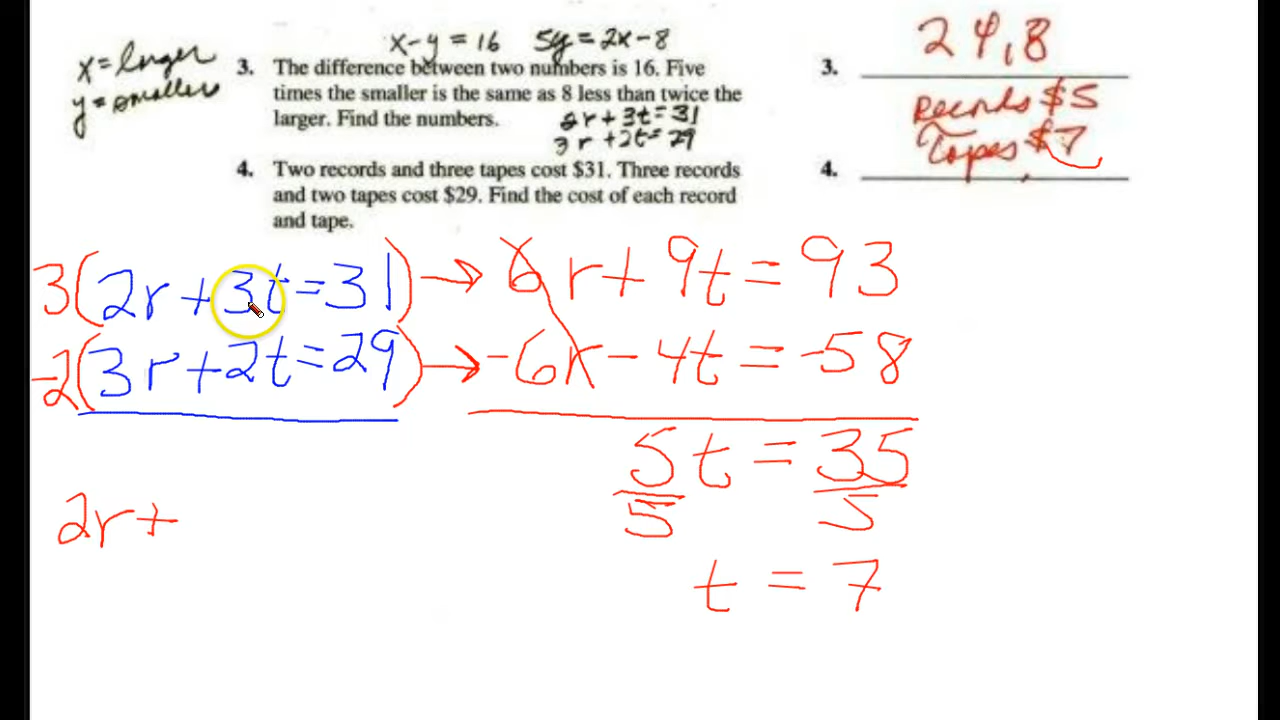 x = larger
y = smaller
x - y = 16 5y = 2x - 8
3. The difference between two numbers is 16. Five
times the smaller is the same as 8 less than twice the
larger. Find the numbers.
2r + 3t = 31
3r + 2t = 29
4. Two records and three tapes cost $31. Three records
and two tapes cost $29. Find the cost of each record
and tape.
3. 24,8
Records $5
Tapes $7
4.
3(2r + 3t = 31) → 6r + 9t = 93
-2(3r + 2t = 29) → -6r - 4t = -58
5t = 35
5 5
2r +
t = 7